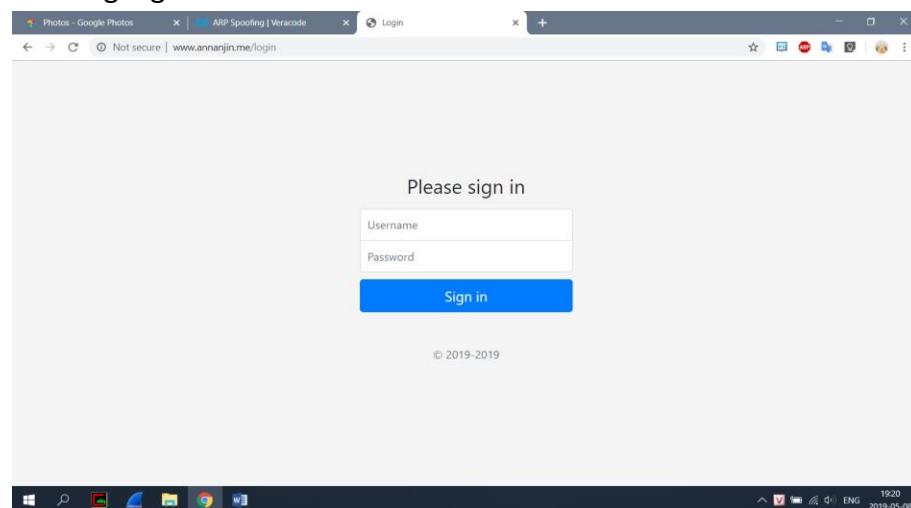 Photos - Google Photos
ARP Spoofing | Veracode
Login
Not secure | www.annanjin.me/login
ABP
Please sign in
Username
Password
Sign in
© 2019-2019
ENG
19:20
2019-05-08